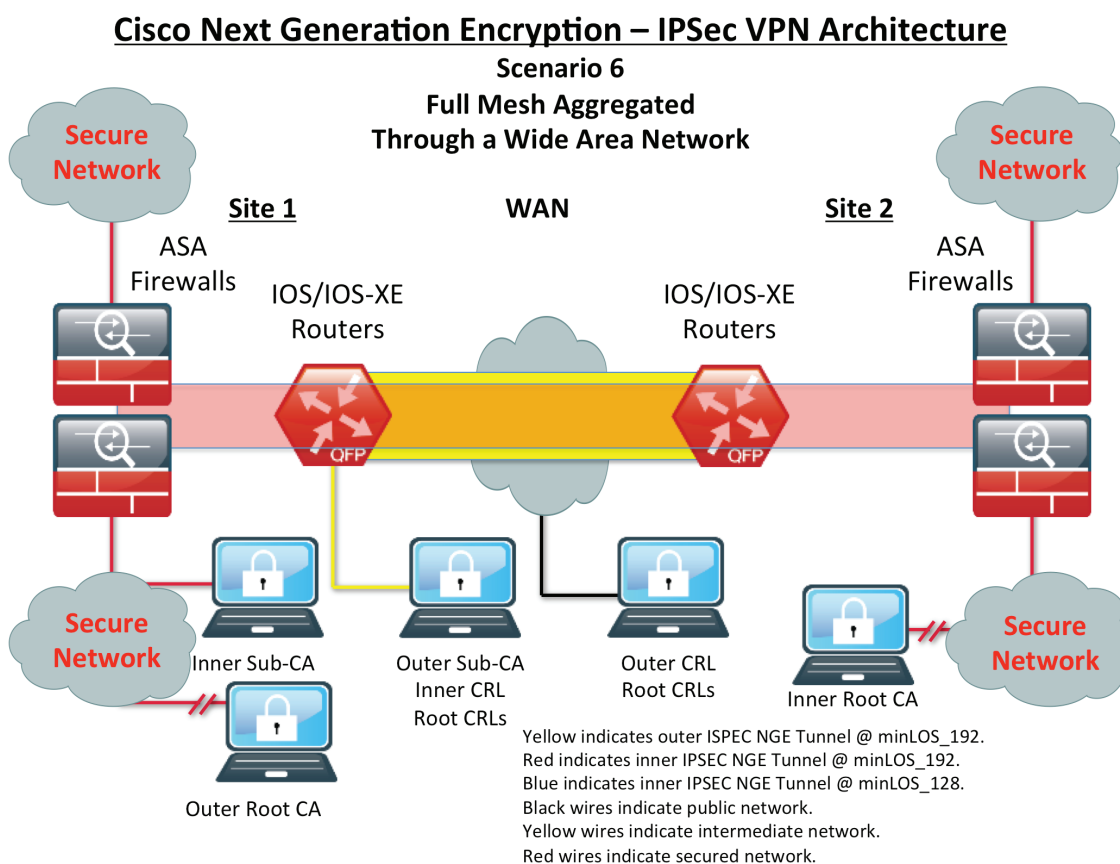 Cisco Next Generation Encryption – IPSec VPN Architecture
Scenario 6
Full Mesh Aggregated
Through a Wide Area Network
Secure
Network
Secure
Network
Site 1
WAN
Site 2
ASA
Firewalls
ASA
Firewalls
IOS/IOS-XE
Routers
IOS/IOS-XE
Routers
QFP
QFP
Secure
Network
Secure
Network
Inner Sub-CA
Outer Sub-CA
Inner CRL
Root CRLs
Outer CRL
Root CRLs
Inner Root CA
Outer Root CA
Yellow indicates outer ISPEC NGE Tunnel @ minLOS_192.
Red indicates inner IPSEC NGE Tunnel @ minLOS_192.
Blue indicates inner IPSEC NGE Tunnel @ minLOS_128.
Black wires indicate public network.
Yellow wires indicate intermediate network.
Red wires indicate secured network.